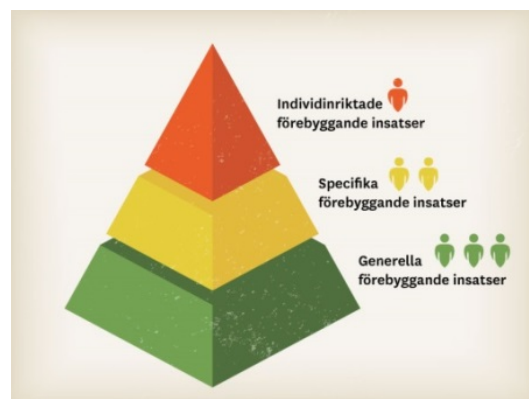 Individinriktade
förebyggande insatser
Specifika
förebyggande insatser
Generella
förebyggande insatser